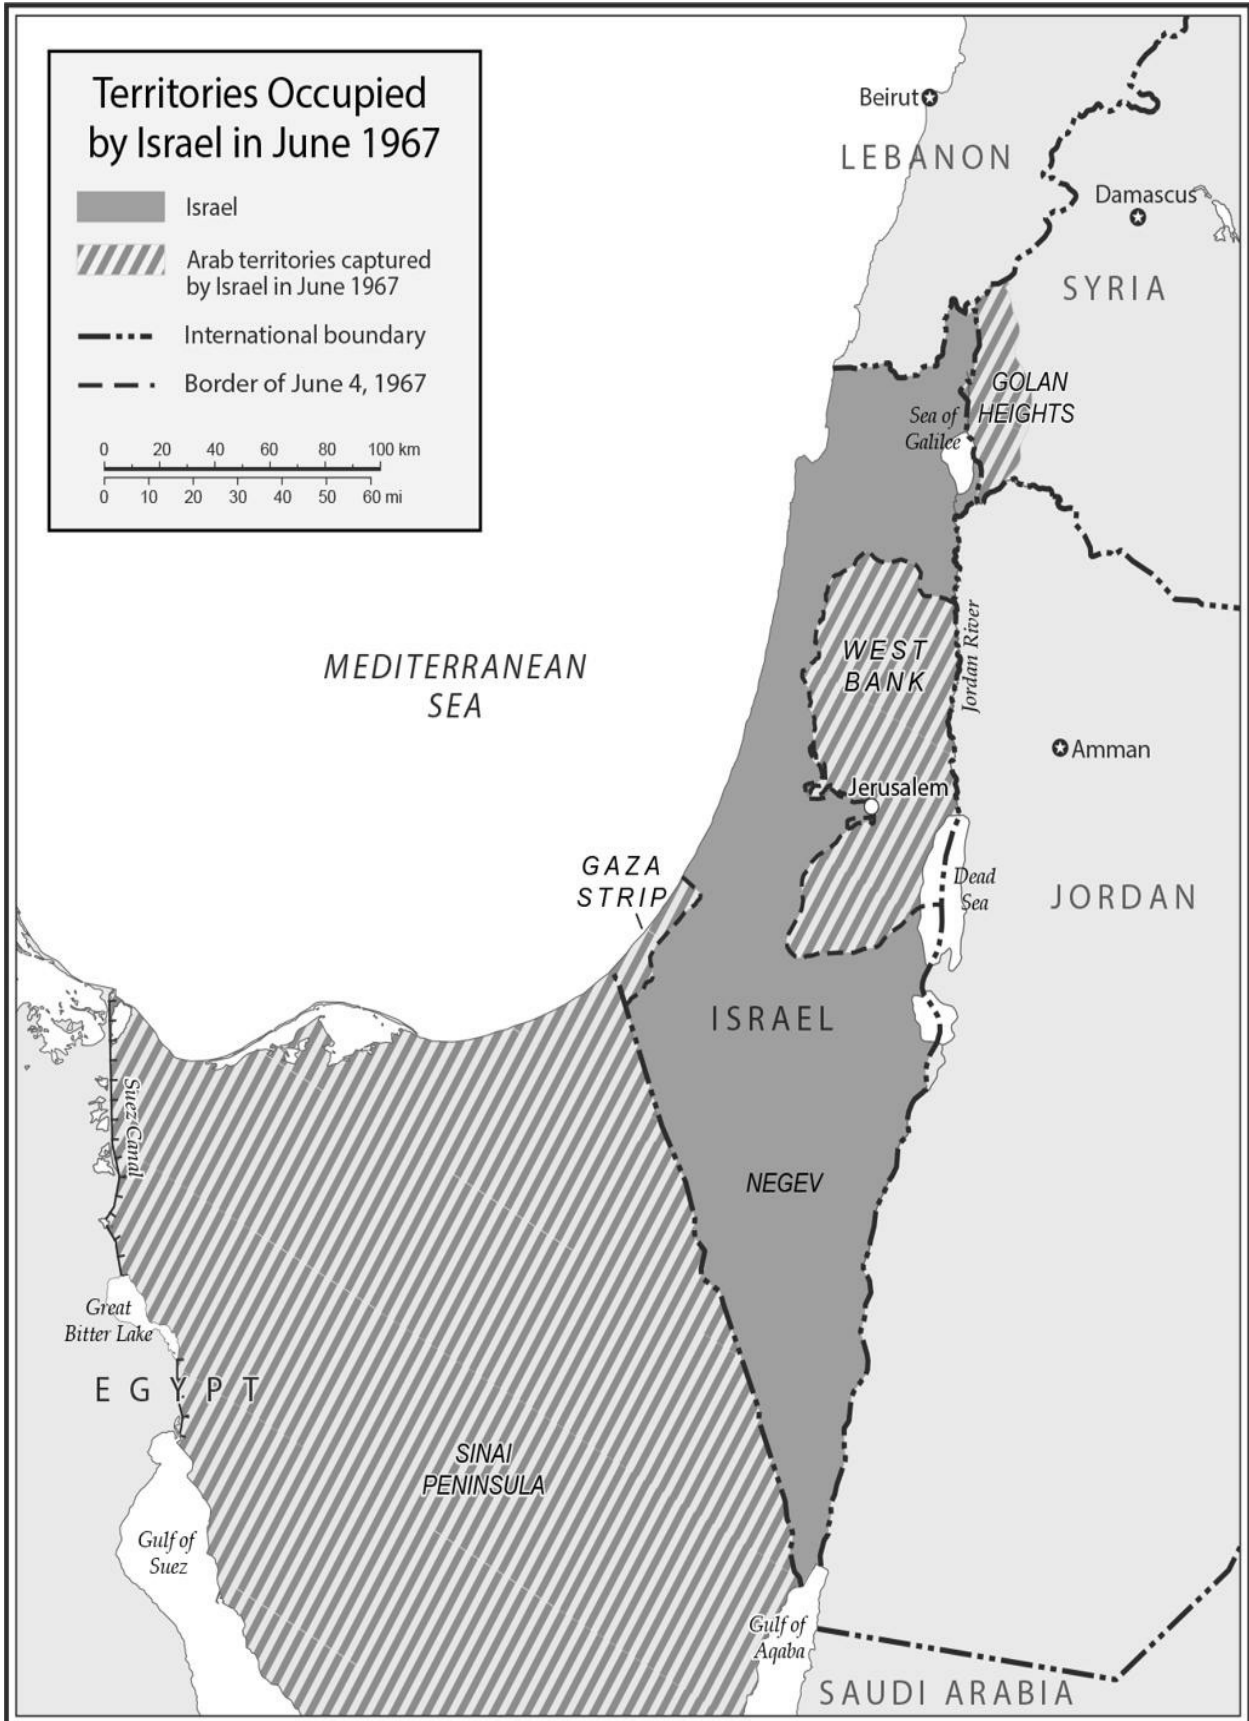 Territories Occupied
by Israel in June 1967
Israel
Arab territories captured
by Israel in June 1967
International boundary
Border of June 4, 1967
0 20 40 60 80 100 km
0 10 20 30 40 50 60 mi
Beirut
LEBANON
Damascus
SYRIA
GOLAN
HEIGHTS
Sea of
Galilee
MEDITERRANEAN
SEA
WEST
BANK
Jordan River
Amman
Jerusalem
GAZA
STRIP
Dead
Sea
JORDAN
ISRAEL
Suez Canal
NEGEV
Great
Bitter Lake
EGYPT
SINAI
PENINSULA
Gulf of
Suez
Gulf of
Aqaba
SAUDI ARABIA